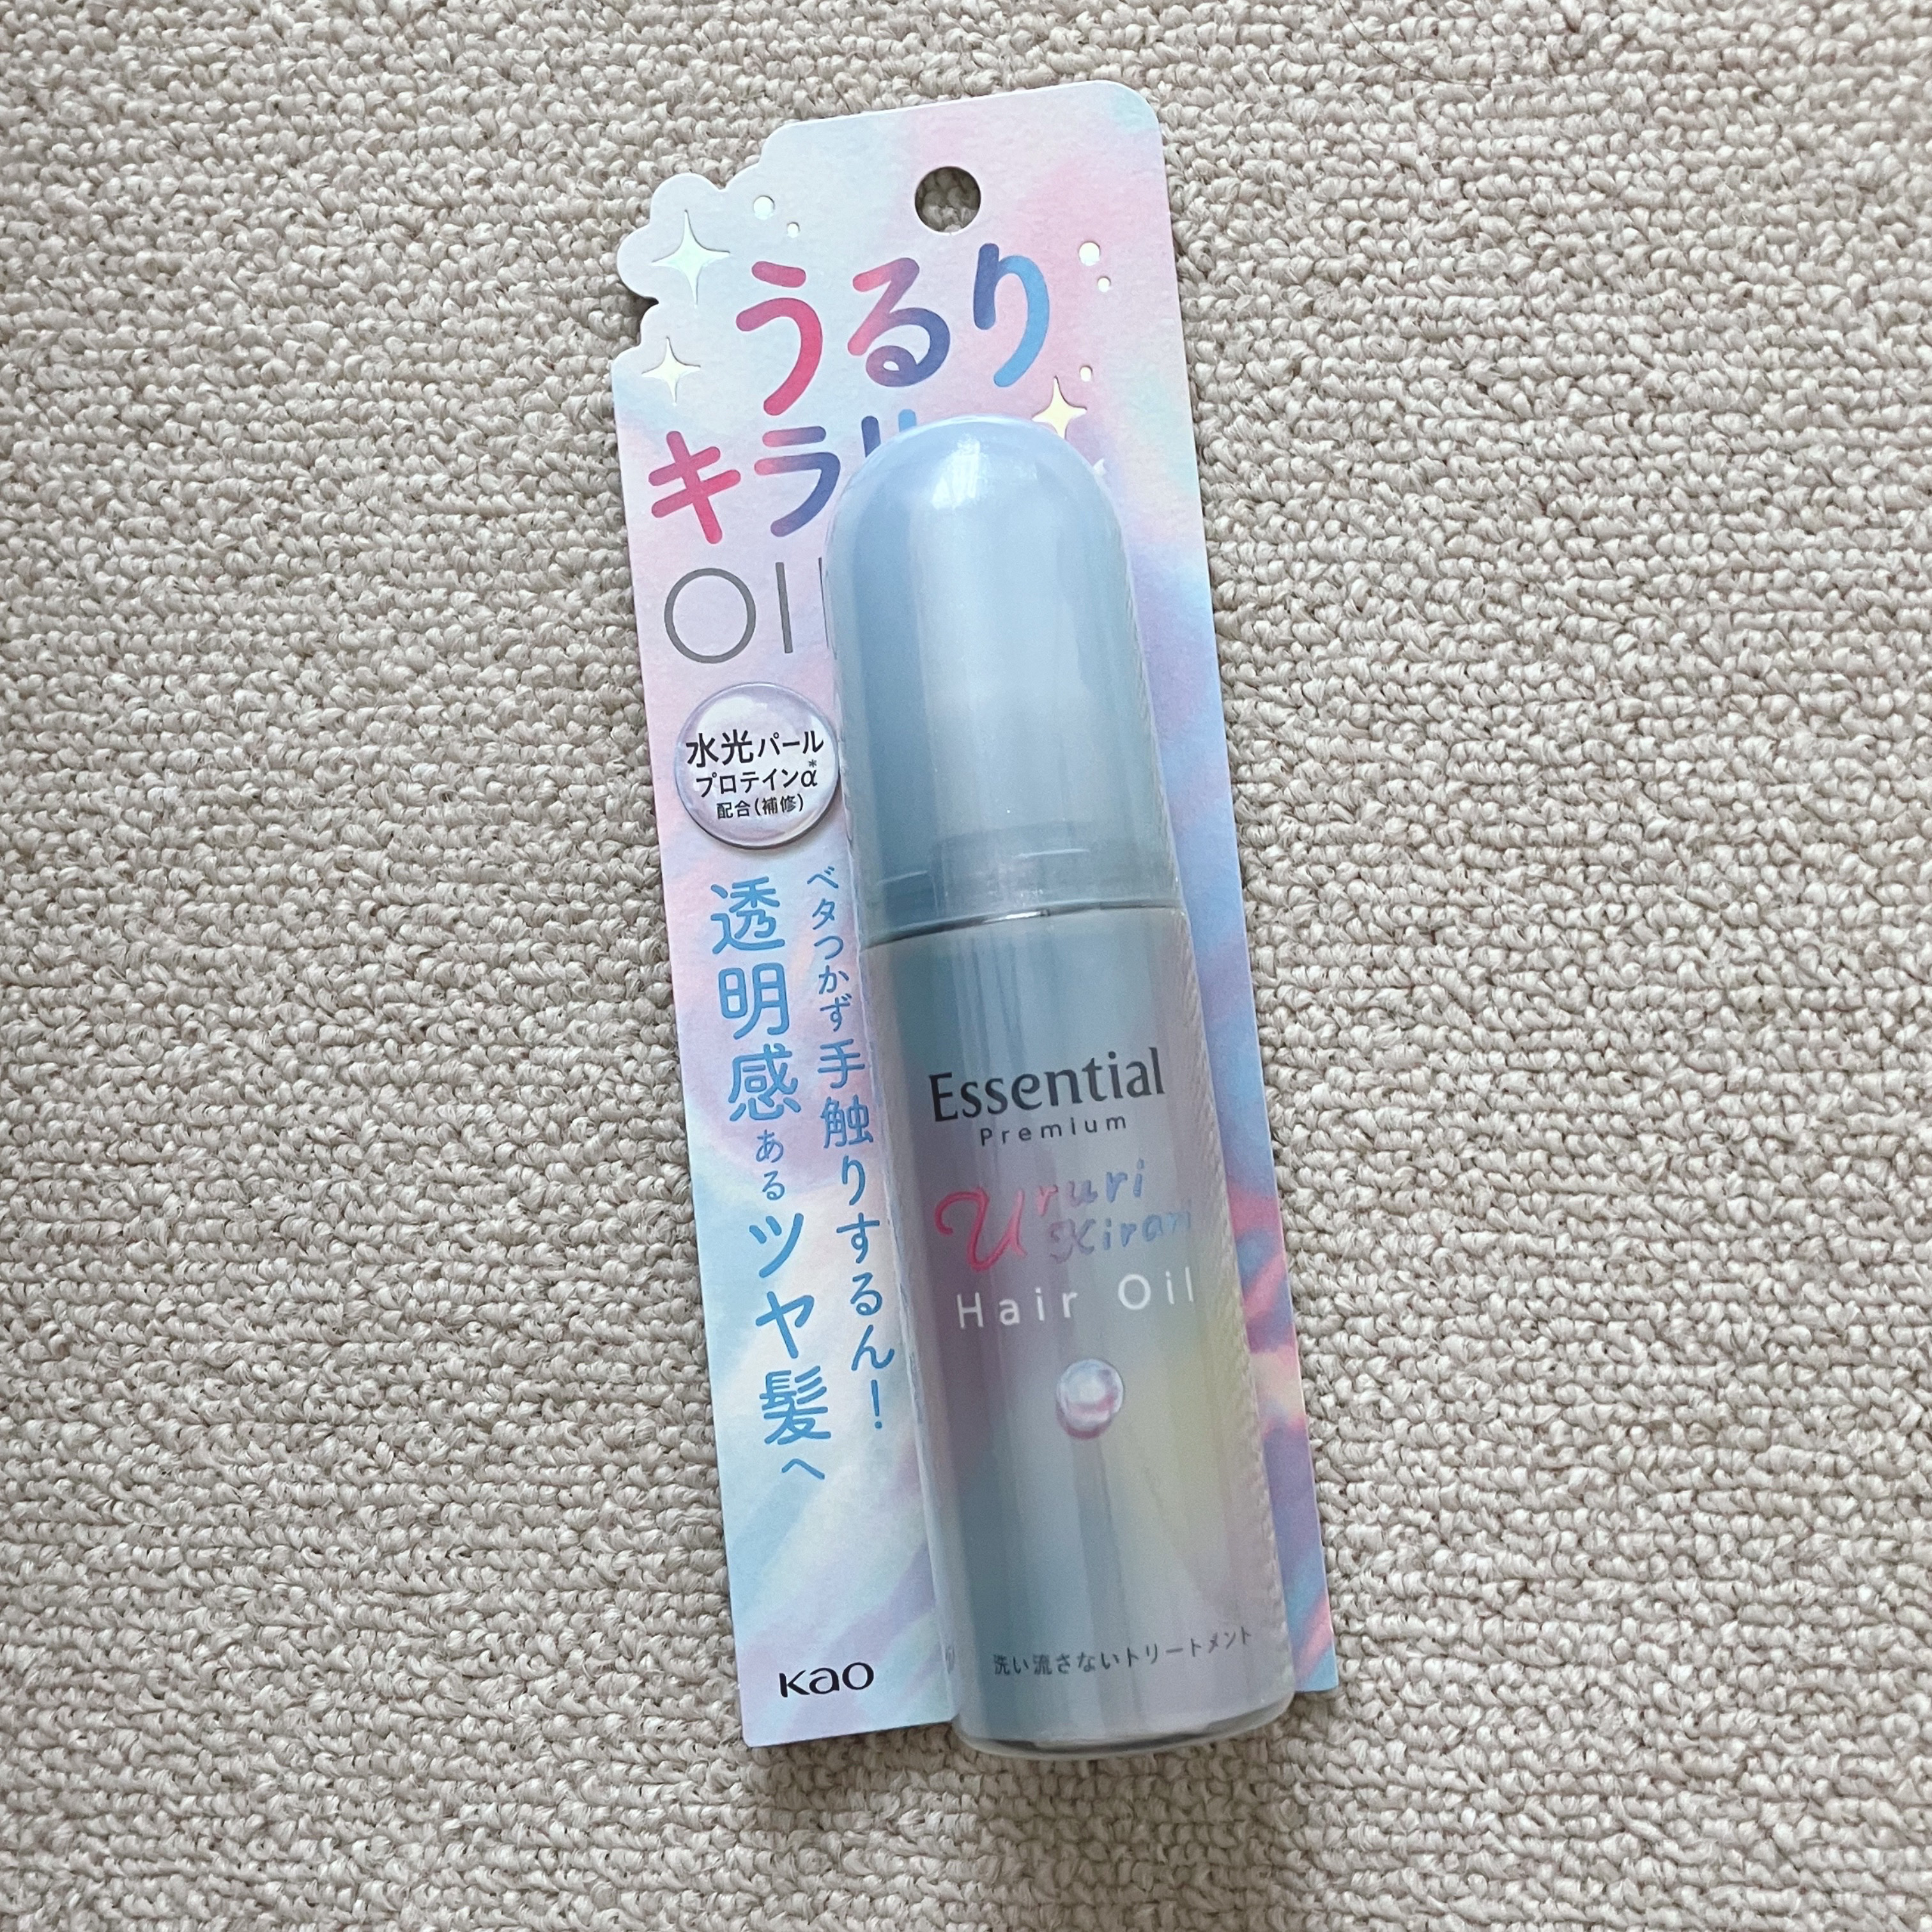 うるり
キラリ
OIL
水光パール
プロテインα*
配合(補修)
ベタつかず手触りするん!
透明感あるツヤ髪へ
Kao
Essential
Premium
Ururi
Kirari
Hair Oil
洗い流さないトリートメント